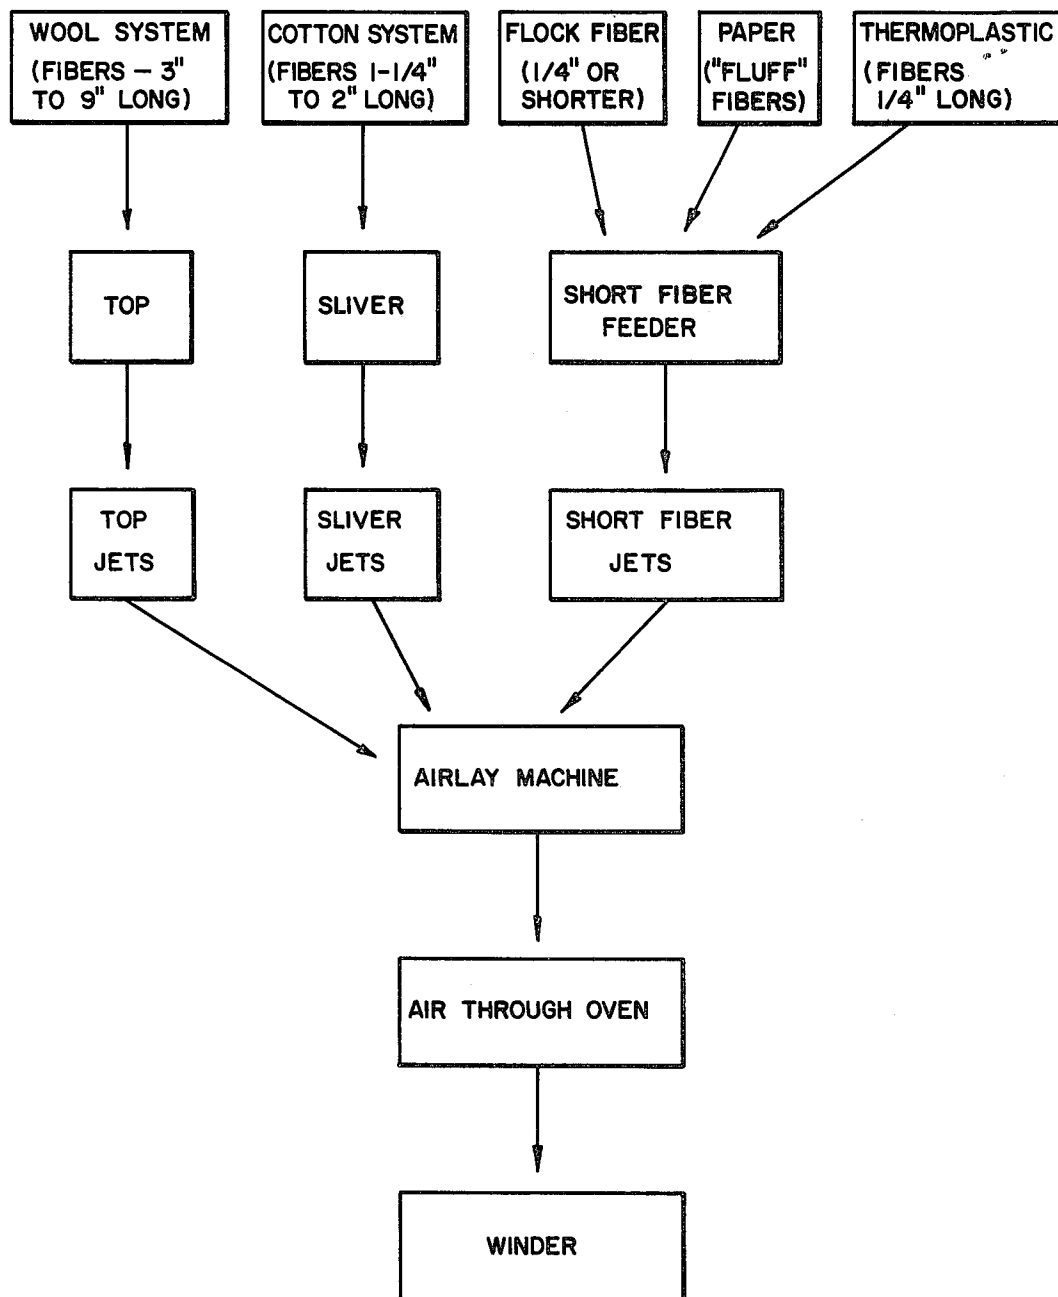 WOOL SYSTEM
(FIBERS – 3"
TO 9" LONG)
COTTON SYSTEM
(FIBERS 1-1/4"
TO 2" LONG)
FLOCK FIBER
(1/4" OR
SHORTER)
PAPER
("FLUFF"
FIBERS)
THERMOPLASTIC
(FIBERS
1/4" LONG)
TOP
SLIVER
SHORT FIBER
FEEDER
TOP
JETS
SLIVER
JETS
SHORT FIBER
JETS
AIRLAY MACHINE
AIR THROUGH OVEN
WINDER